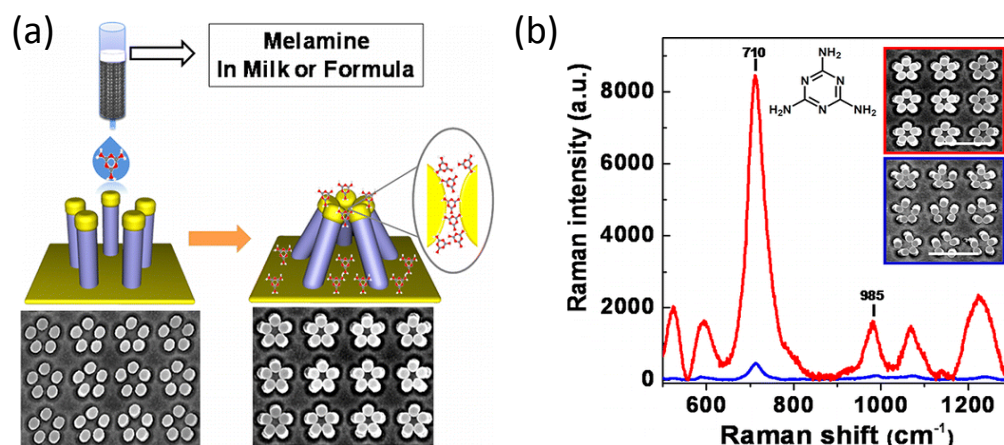 (a)
Melamine
In Milk or Formula
(b)
Raman intensity (a.u.)
8000
6000
4000
2000
0
710
985
NH₂
N
N
H₂N
N
NH₂
600
800
1000
1200
Raman shift (cm⁻¹)